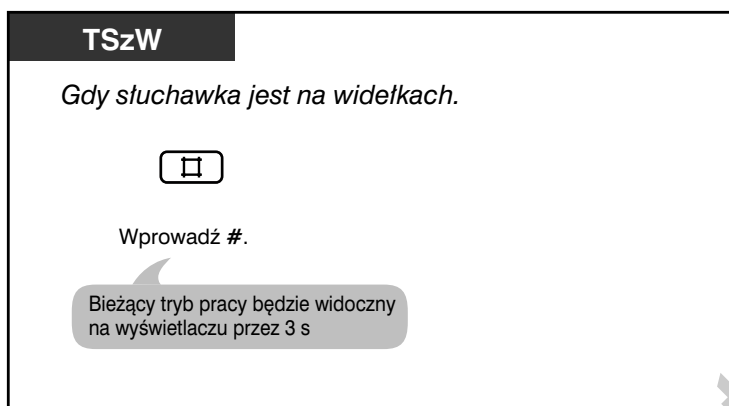 TSzW
Gdy słuchawka jest na widełkach.
#
Wprowadź #.
Bieżący tryb pracy będzie widoczny
na wyświetlaczu przez 3 s